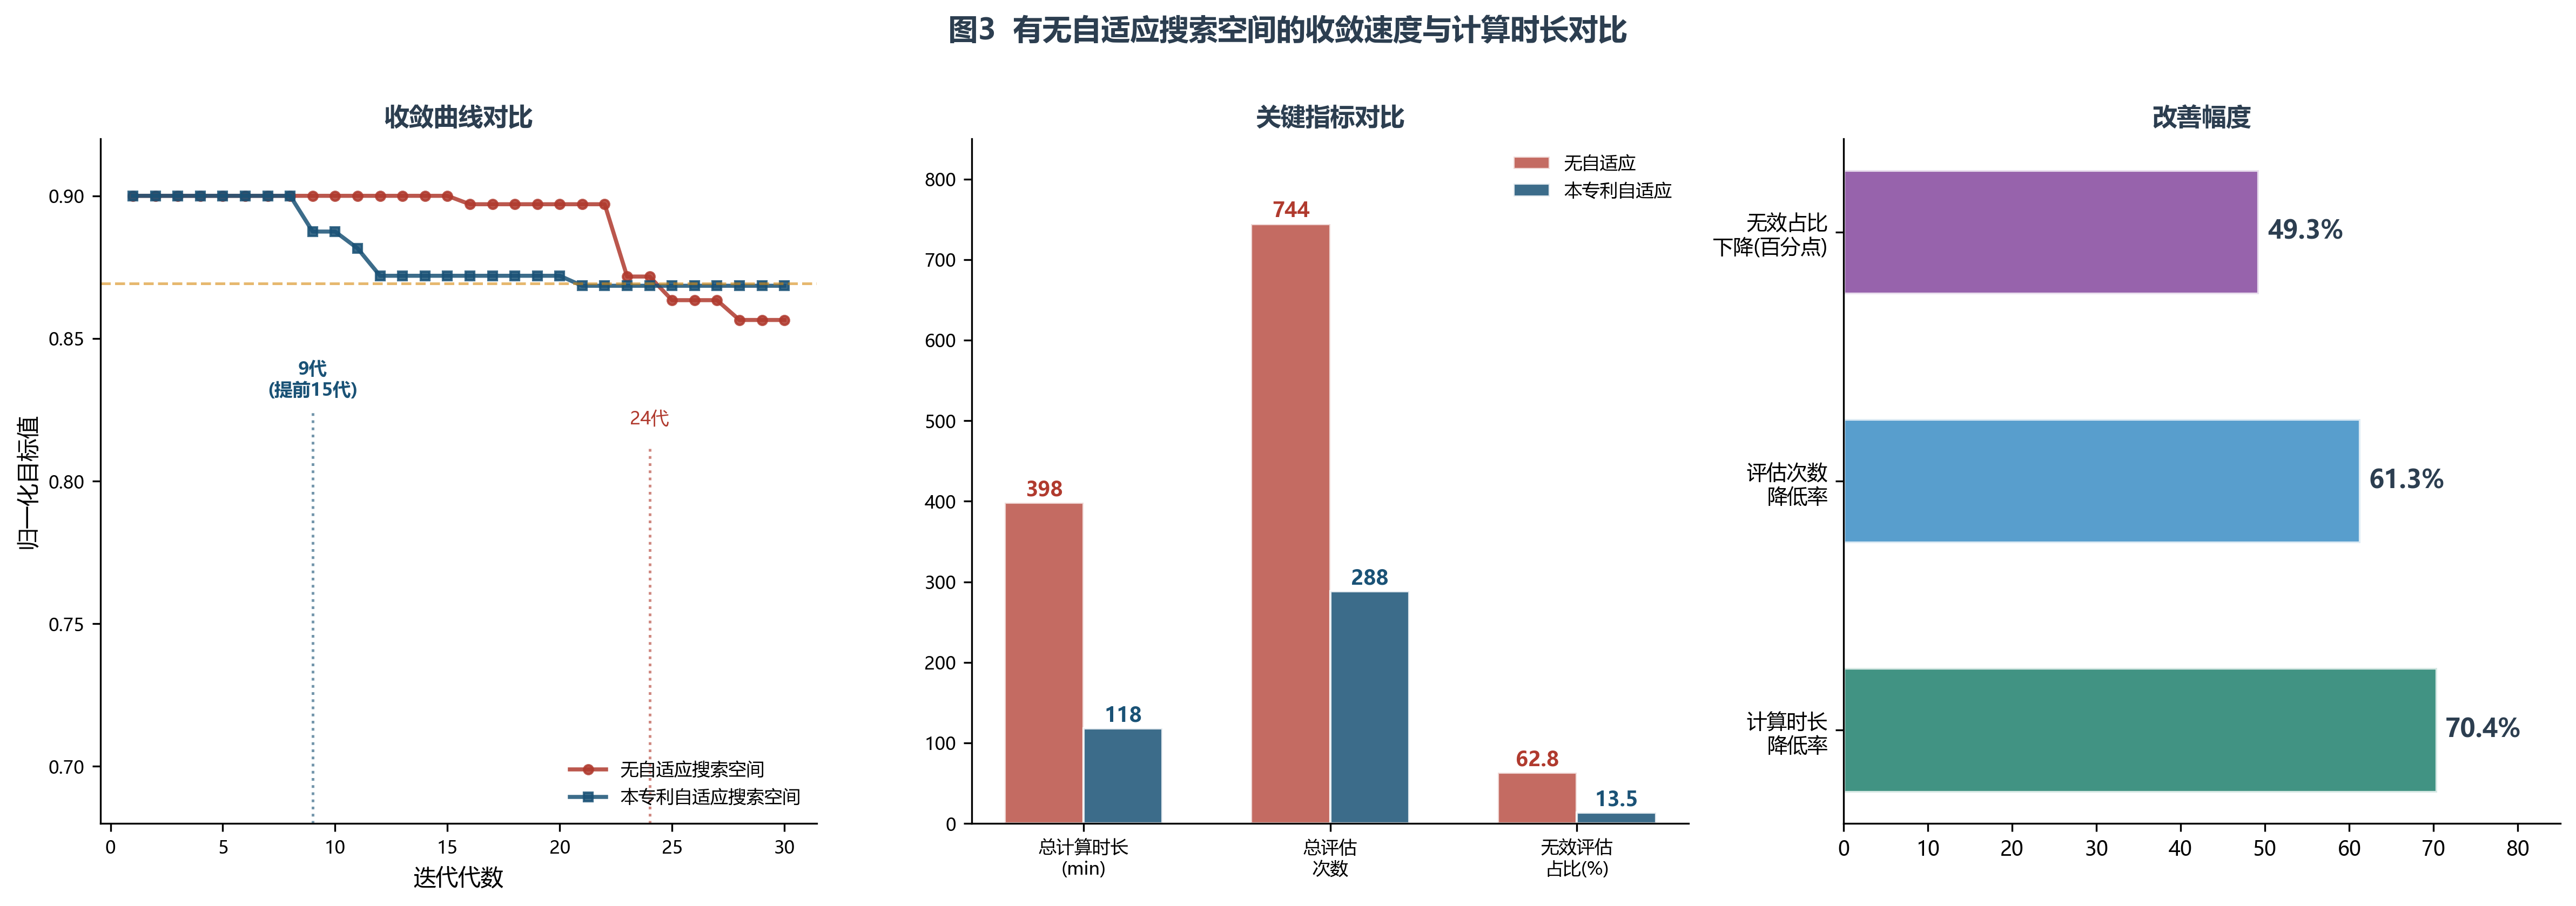 图3 有无自适应搜索空间的收敛速度与计算时长对比
收敛曲线对比
归一化目标值
0.90
0.85
0.80
0.75
0.70
9代
(提前15代)
24代
无自适应搜索空间
本专利自适应搜索空间
0 5 10 15 20 25 30
迭代代数
关键指标对比
无自适应
本专利自适应
800
700
600
500
400
300
200
100
0
398
118
744
288
62.8
13.5
总计算时长
(min)
总评估
次数
无效评估
占比(%)
改善幅度
无效占比
下降(百分点)
49.3%
评估次数
降低率
61.3%
计算时长
降低率
70.4%
0 10 20 30 40 50 60 70 80